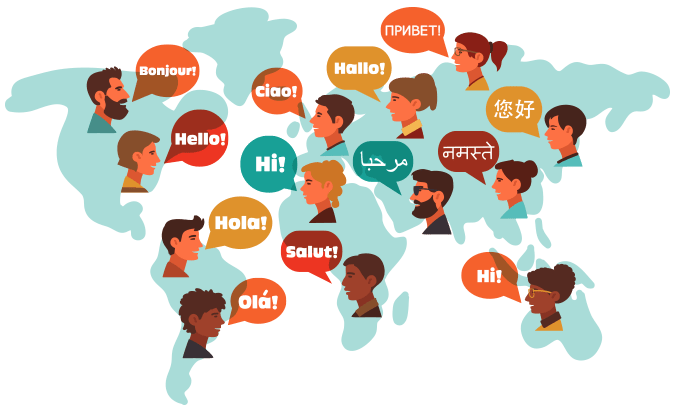 ПРИВЕТ!
Bonjour!
Hallo!
Ciao!
您好
Hello!
Hi!
مرحبا
नमस्ते
Hola!
Salut!
Hi!
Olá!